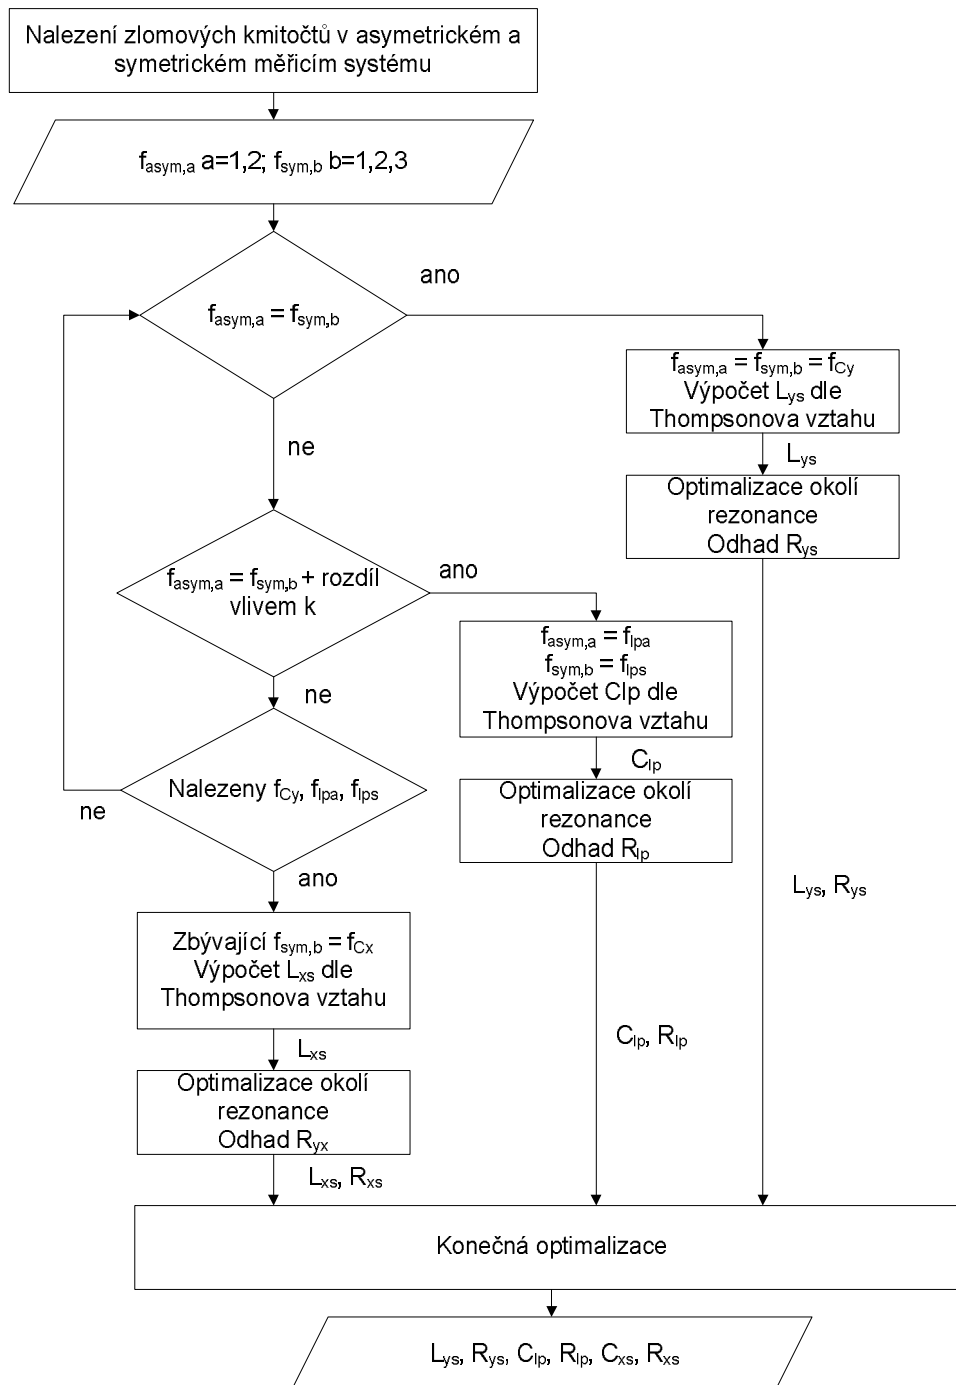 Nalezení zlomových kmitočtů v asymetrickém a
symetrickém měřicím systému
fasym,a a=1,2; fsym,b b=1,2,3
ano
fasym,a = fsym,b
fasym,a = fsym,b = fCy
Výpočet Lys dle
Thompsonova vztahu
ne
Lys
Optimalizace okolí
rezonance
Odhad Rys
ano
fasym,a = fsym,b + rozdíl
vlivem k
fasym,a = flpa
fsym,b = flps
Výpočet Clp dle
Thompsonova vztahu
ne
Clp
Nalezeny fCy, flpa, flps
ne
Optimalizace okolí
rezonance
Odhad Rlp
ano
Lys, Rys
Zbývající fsym,b = fCx
Výpočet Lxs dle
Thompsonova vztahu
Clp, Rlp
Lxs
Optimalizace okolí
rezonance
Odhad Ryx
Lxs, Rxs
Konečná optimalizace
Lys, Rys, Clp, Rlp, Cxs, Rxs